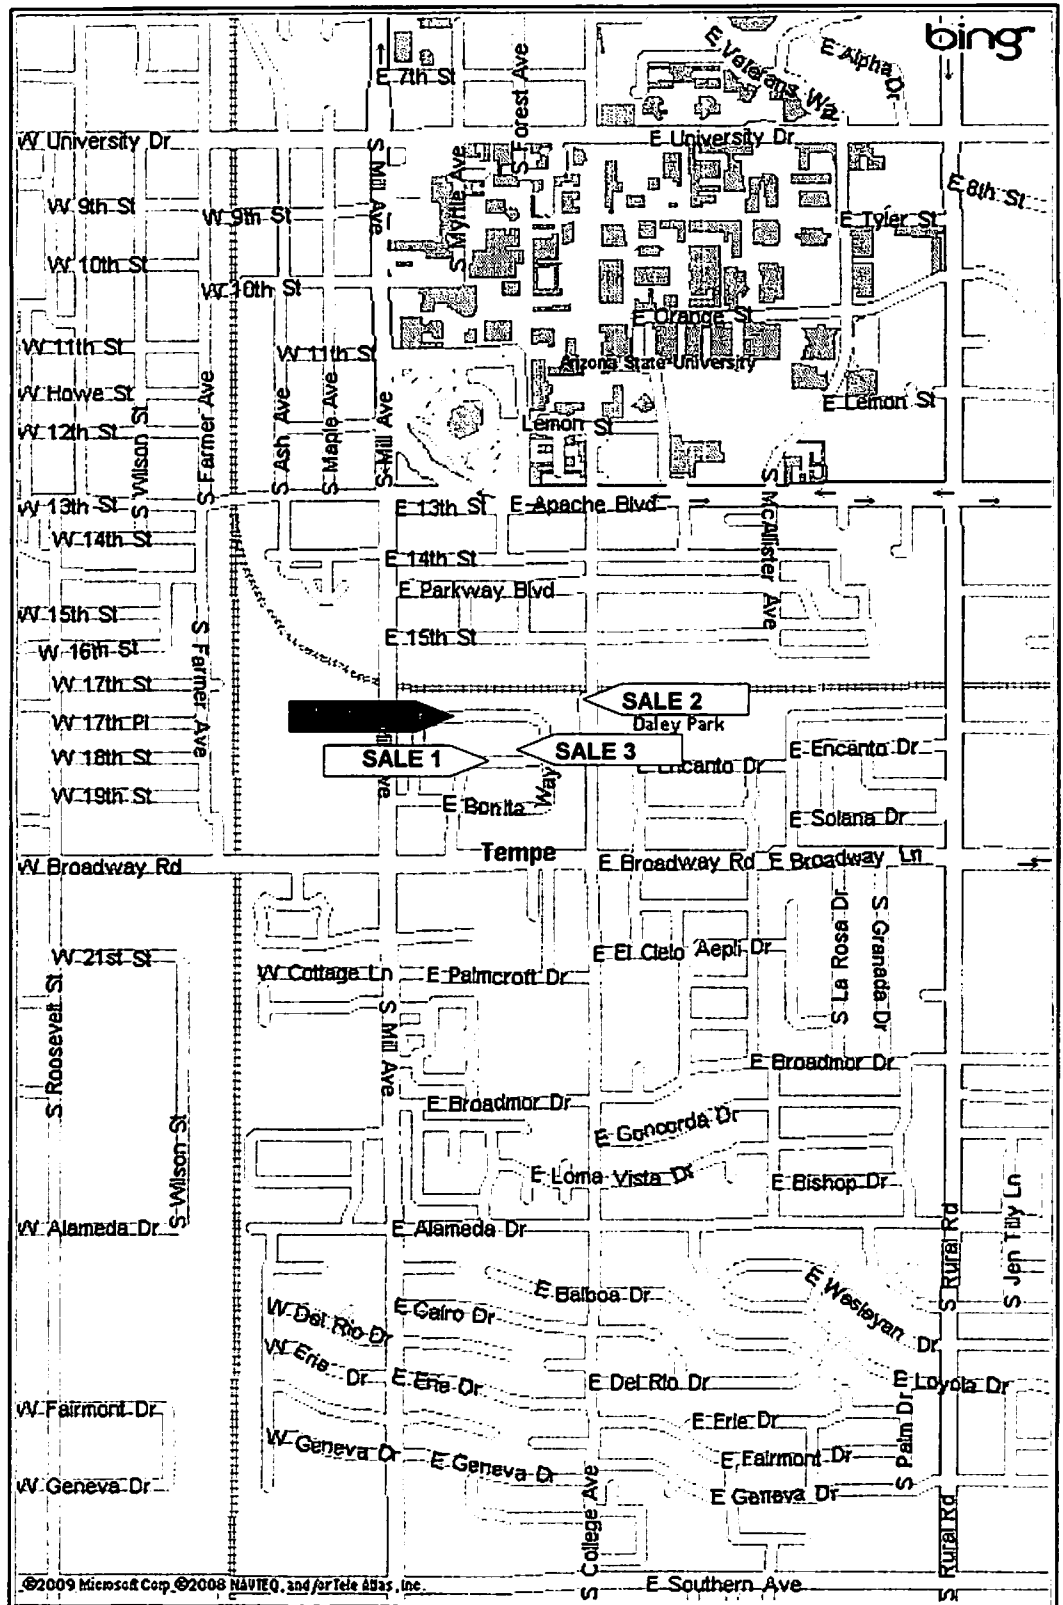 bing
E Veterans Wa
E Alpha Dr
E 7th St
S Forest Ave
W University Dr
E University Dr
S Mill Ave
S Myrtle Ave
E 8th St
W 9th St
W 9th St
E Tyler St
W 10th St
W 10th St
E Orange St
W 11th St
W 11th St
Arizona State University
W Howe St
E Lemon St
W 12th St
Lemon St
S Wilson St
S Farmer Ave
S Ash Ave
S Maple Ave
S Mill Ave
W 13th St
E 13th St
E Apache Blvd
S McAllister Ave
W 14th St
E 14th St
E Parkway Blvd
W 15th St
E 15th St
W 16th St
S Farmer Ave
W 17th St
SALE 2
W 17th Pl
Daley Park
W 18th St
SALE 1
SALE 3
E Encanto Dr
E Encanto Dr
W 19th St
E Bonita Way
E Solana Dr
Tempe
W Broadway Rd
E Broadway Rd
E Broadway Ln
S La Rosa Dr
S Granada Dr
W 21st St
E El Cielo
Aepli Dr
W Cottage Ln
E Palmcroft Dr
S Roosevelt St
S Mill Ave
E Broadmor Dr
E Broadmor Dr
E Concorda Dr
S Wilson St
E Loma Vista Dr
E Bishop Dr
S Jen Tilly Ln
W Alameda Dr
E Alameda Dr
S Rural Rd
E Balboa Dr
E Wesleyan Dr
W Del Rio Dr
E Cairo Dr
W Erie Dr
E Erie Dr
E Del Rio Dr
E Loyola Dr
W Fairmont Dr
E Erie Dr
S Palm Dr
W Geneva Dr
E Geneva Dr
E Fairmont Dr
W Geneva Dr
E Geneva Dr
S College Ave
S Rural Rd
©2009 Microsoft Corp ©2008 NAVTEQ, and/or Tele Atlas, Inc.
E Southern Ave